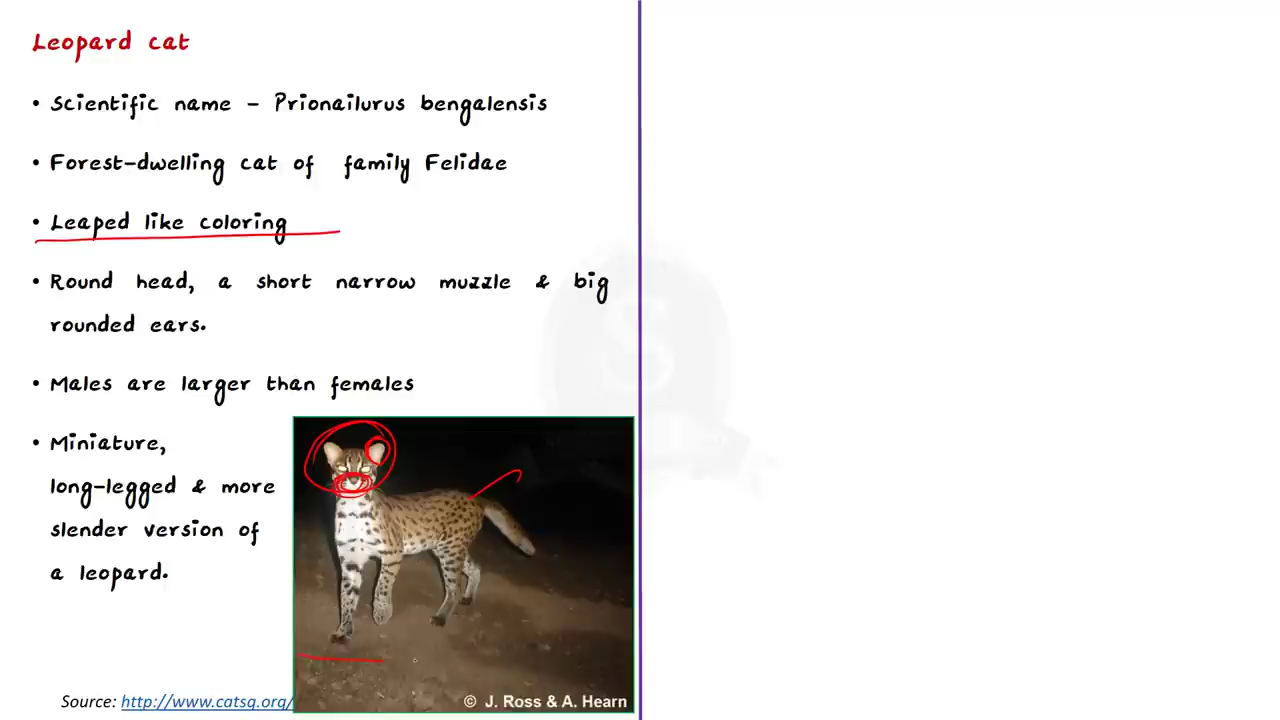 Leopard cat
• Scientific name - Prionailurus bengalensis
• Forest-dwelling cat of family Felidae
• Leaped like coloring
• Round head, a short narrow muzzle & big
rounded ears.
• Males are larger than females
• Miniature,
long-legged & more
slender version of
a leopard.
Source: http://www.catsg.org/
© J. Ross & A. Hearn